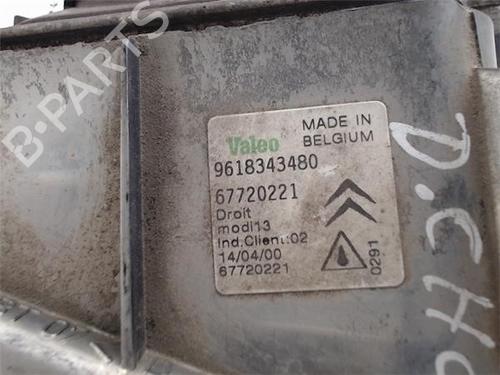 B-PARTS
Valeo
MADE IN
BELGIUM
9618343480
67720221
Droit
modi13
Ind.Client:02
14/04/00
67720221
0291